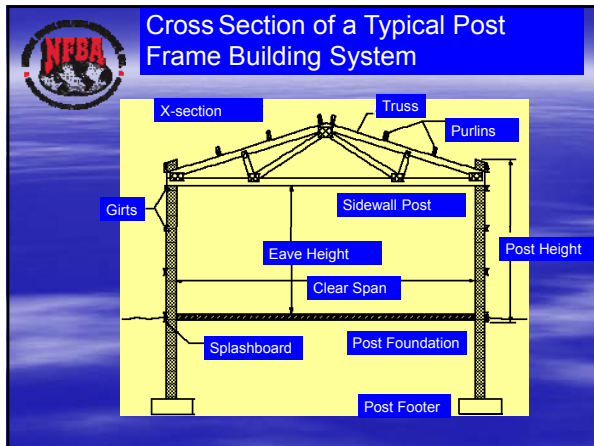 NFBA
Cross Section of a Typical Post
Frame Building System
X-section
Truss
Purlins
Girts
Sidewall Post
Eave Height
Post Height
Clear Span
Splashboard
Post Foundation
Post Footer